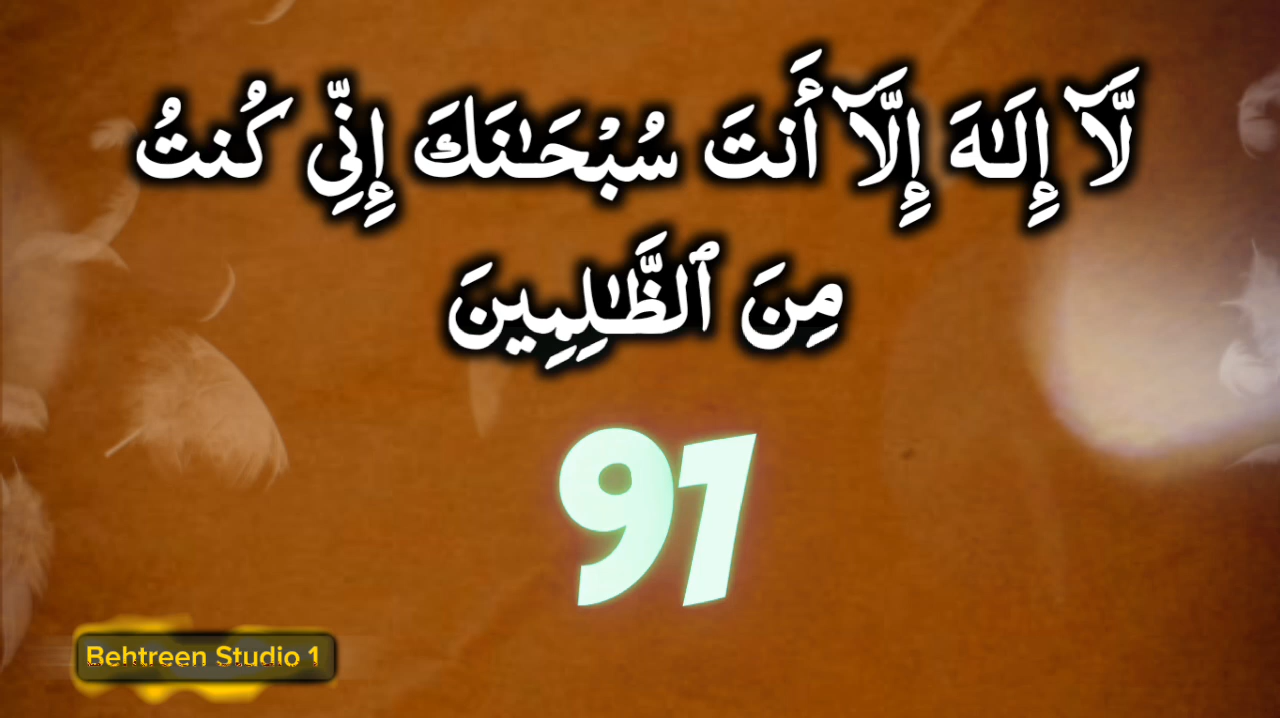 لَّآ إِلَـٰهَ إِلَّآ أَنتَ سُبْحَـٰنَكَ إِنِّى كُنتُ
مِنَ ٱلظَّـٰلِمِينَ
91
Behtreen Studio 1